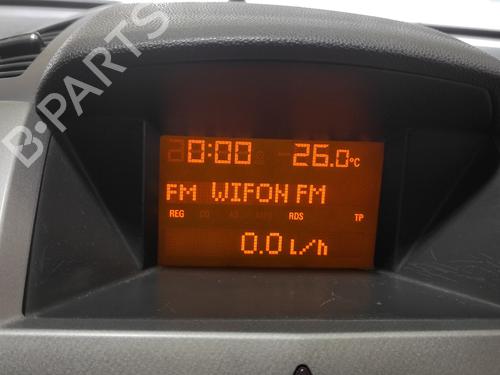 0:00 26.0°C
FM WIFON FM
REG RDS TP
0.0 L/h
B-PARTS